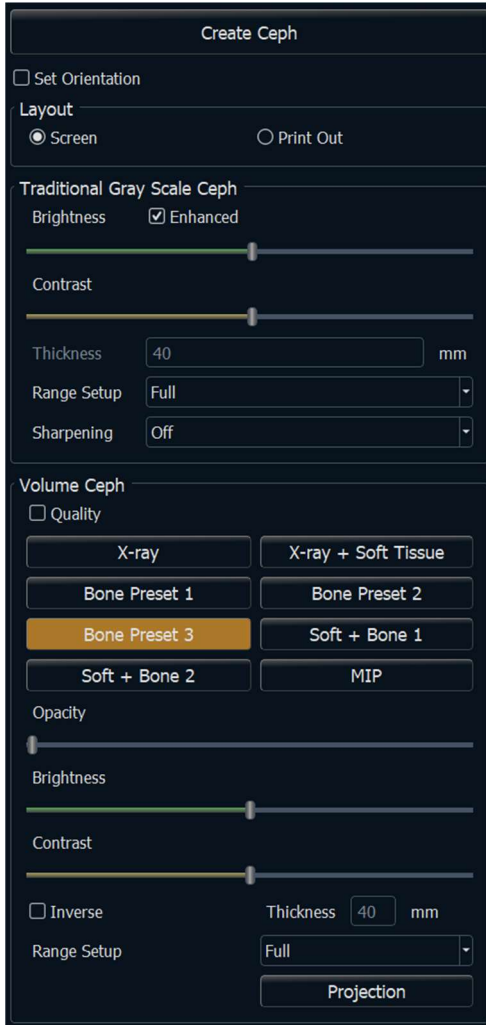 Create Ceph
Set Orientation
Layout
Screen Print Out
Traditional Gray Scale Ceph
Brightness Enhanced
Contrast
Thickness 40 mm
Range Setup Full
Sharpening Off
Volume Ceph
Quality
X-ray X-ray + Soft Tissue
Bone Preset 1 Bone Preset 2
Bone Preset 3 Soft + Bone 1
Soft + Bone 2 MIP
Opacity
Brightness
Contrast
Inverse Thickness 40 mm
Range Setup Full
Projection